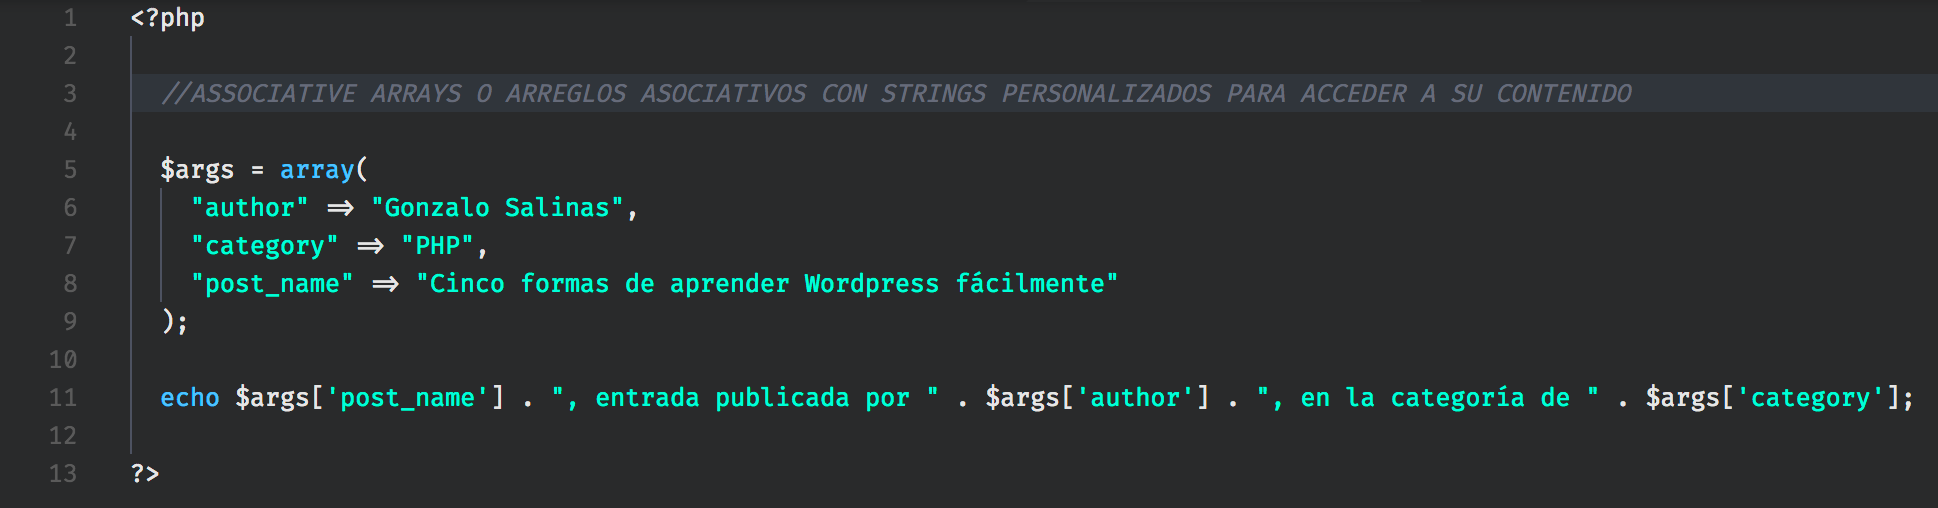 1 <?php
2
3 //ASSOCIATIVE ARRAYS O ARREGLOS ASOCIATIVOS CON STRINGS PERSONALIZADOS PARA ACCEDER A SU CONTENIDO
4
5 $args = array(
6 "author" => "Gonzalo Salinas",
7 "category" => "PHP",
8 "post_name" => "Cinco formas de aprender Wordpress fácilmente"
9 );
10
11 echo $args['post_name'] . ", entrada publicada por " . $args['author'] . ", en la categoría de " . $args['category'];
12
13 ?>